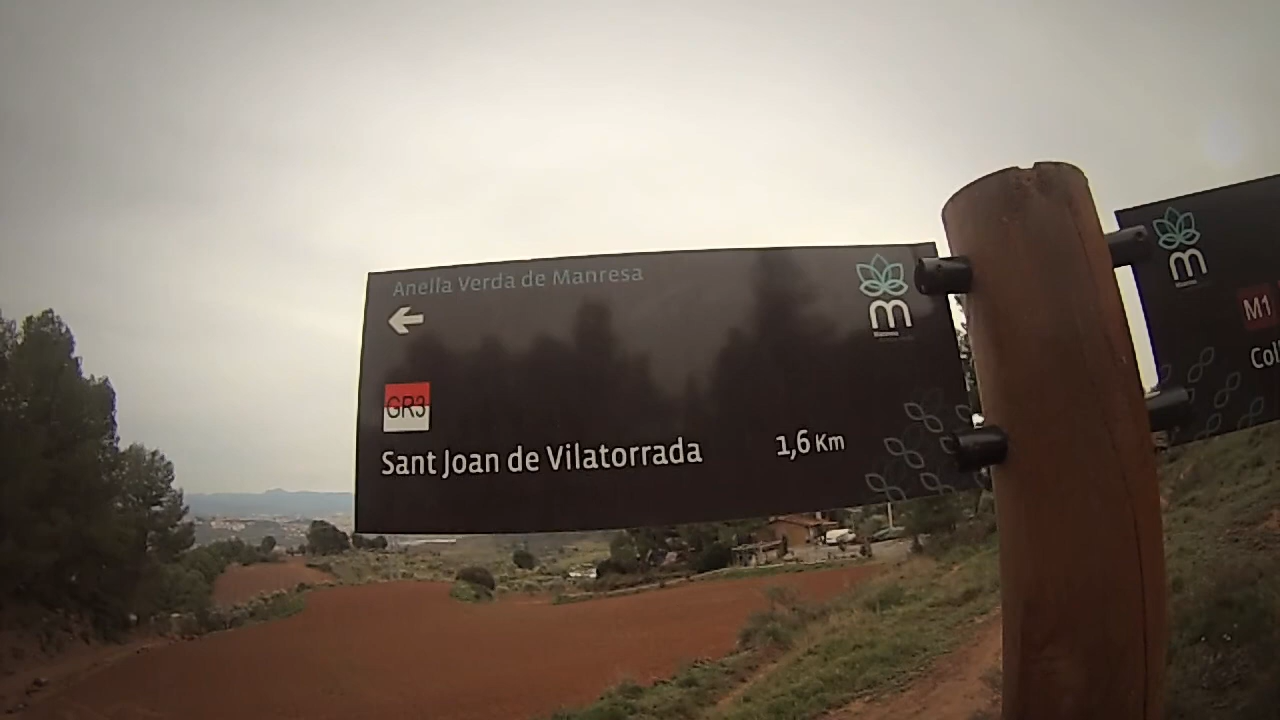 Anella Verda de Manresa
m
GR3
Sant Joan de Vilatorrada 1,6 Km
m
M1